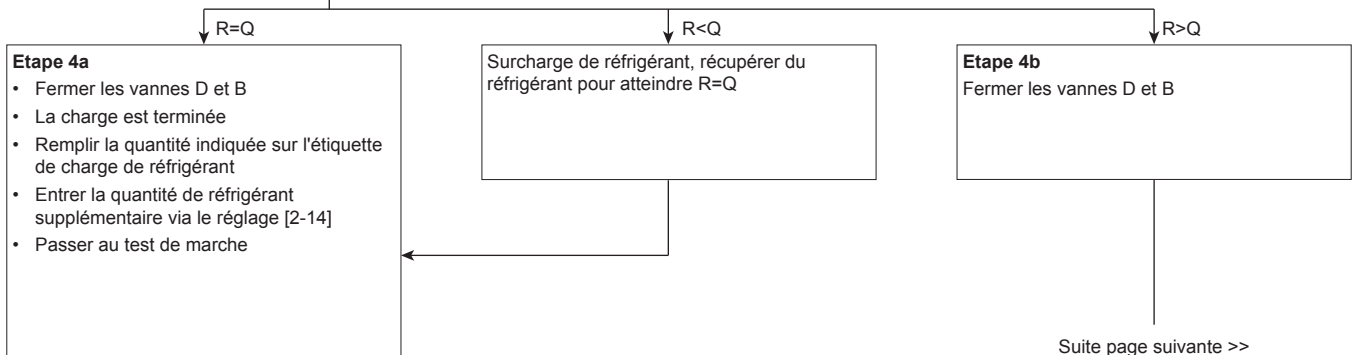 R=Q
R<Q
R>Q
Etape 4a
• Fermer les vannes D et B
• La charge est terminée
• Remplir la quantité indiquée sur l'étiquette
de charge de réfrigérant
• Entrer la quantité de réfrigérant
supplémentaire via le réglage [2-14]
• Passer au test de marche
Surcharge de réfrigérant, récupérer du
réfrigérant pour atteindre R=Q
Etape 4b
Fermer les vannes D et B
Suite page suivante >>